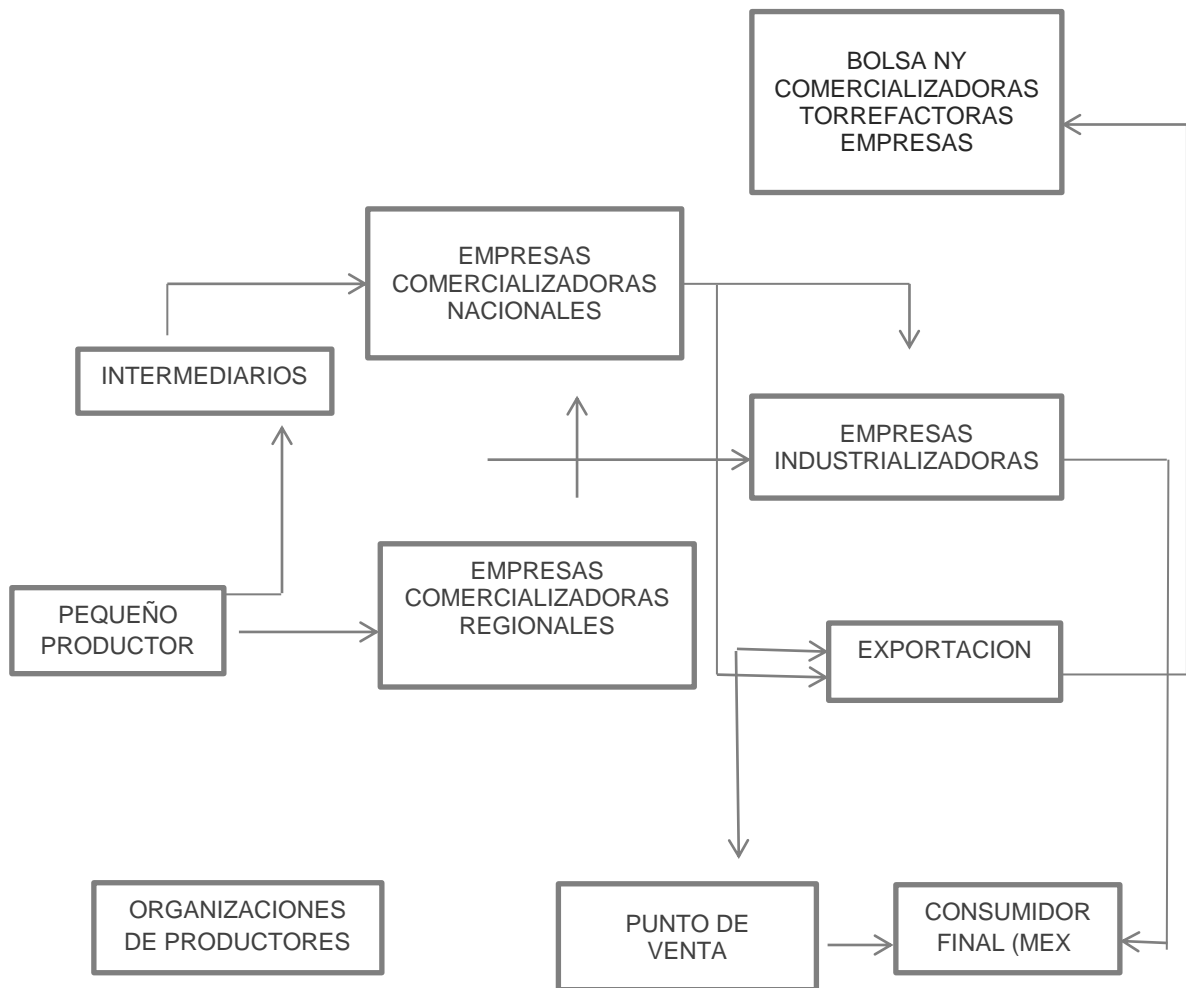 BOLSA NY
COMERCIALIZADORAS
TORREFACTORAS
EMPRESAS
EMPRESAS
COMERCIALIZADORAS
NACIONALES
INTERMEDIARIOS
EMPRESAS
INDUSTRIALIZADORAS
EMPRESAS
COMERCIALIZADORAS
REGIONALES
PEQUEÑO
PRODUCTOR
EXPORTACION
ORGANIZACIONES
DE PRODUCTORES
PUNTO DE
VENTA
CONSUMIDOR
FINAL (MEX